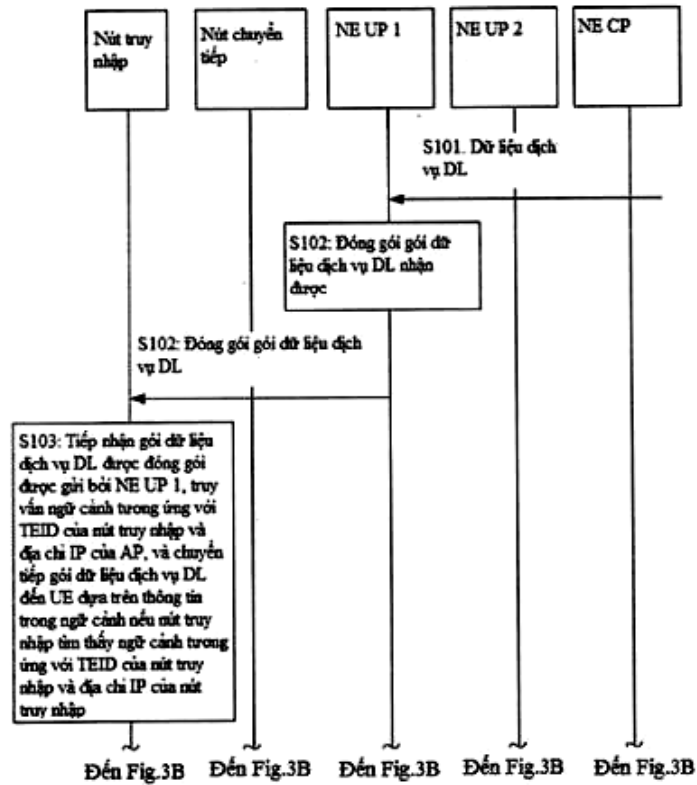 Nút truy
nhập
Nút chuyển
tiếp
NE UP 1
NE UP 2
NE CP
S101. Dữ liệu dịch
vụ DL
S102: Đóng gói gói dữ
liệu dịch vụ DL nhận
được
S102: Đóng gói gói dữ liệu dịch
vụ DL
S103: Tiếp nhận gói dữ liệu
dịch vụ DL được đóng gói
được gửi bởi NE UP 1, truy
vấn ngữ cảnh tương ứng với
TEID của nút truy nhập và
địa chỉ IP của AP, và chuyển
tiếp gói dữ liệu dịch vụ DL
đến UE dựa trên thông tin
trong ngữ cảnh nếu nút truy
nhập tìm thấy ngữ cảnh tương
ứng với TEID của nút truy
nhập và địa chỉ IP của nút
truy nhập
Đến Fig.3B
Đến Fig.3B
Đến Fig.3B
Đến Fig.3B
Đến Fig.3B